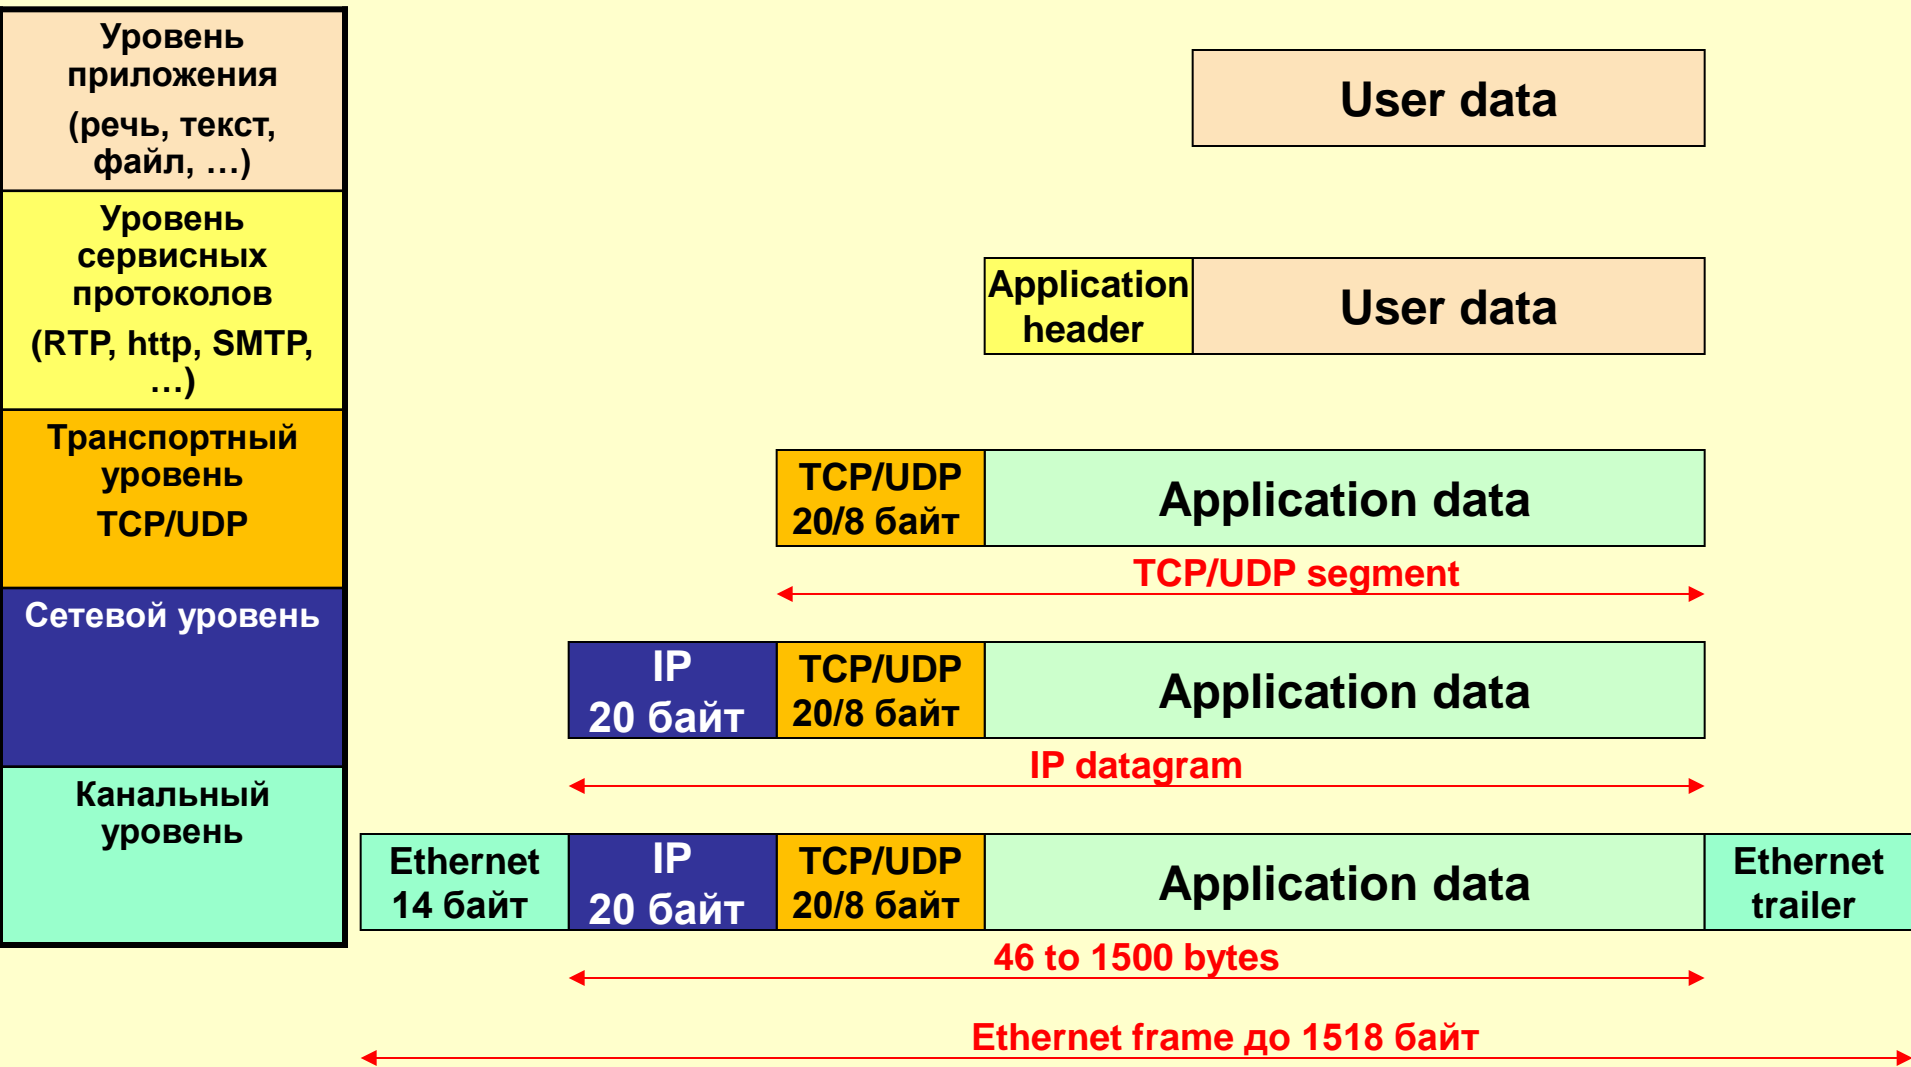 Уровень
приложения
(речь, текст,
файл, …)
User data
Уровень
сервисных
протоколов
(RTP, http, SMTP,
…)
Application
header
User data
Транспортный
уровень
TCP/UDP
TCP/UDP
20/8 байт
Application data
TCP/UDP segment
Сетевой уровень
IP
20 байт
TCP/UDP
20/8 байт
Application data
IP datagram
Канальный
уровень
Ethernet
14 байт
IP
20 байт
TCP/UDP
20/8 байт
Application data
Ethernet
trailer
46 to 1500 bytes
Ethernet frame до 1518 байт